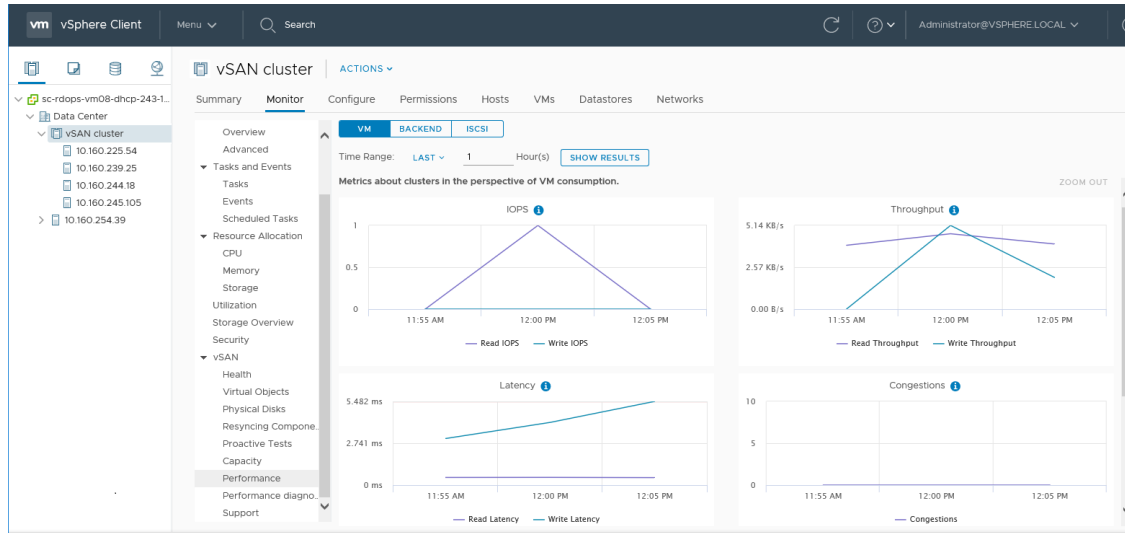 vm vSphere Client Menu Search Administrator@VSPHERE.LOCAL
sc-rdops-vm08-dhcp-243-1...
Data Center
vSAN cluster
10.160.225.54
10.160.239.25
10.160.244.18
10.160.245.105
10.160.254.39
vSAN cluster ACTIONS
Summary Monitor Configure Permissions Hosts VMs Datastores Networks
Overview
Advanced
Tasks and Events
Tasks
Events
Scheduled Tasks
Resource Allocation
CPU
Memory
Storage
Utilization
Storage Overview
Security
vSAN
Health
Virtual Objects
Physical Disks
Resyncing Compone...
Proactive Tests
Capacity
Performance
Performance diagno...
Support
VM BACKEND ISCSI
Time Range: LAST 1 Hour(s) SHOW RESULTS
Metrics about clusters in the perspective of VM consumption. ZOOM OUT
IOPS
1
0.5
0
11:55 AM 12:00 PM 12:05 PM
Read IOPS Write IOPS
Throughput
5.14 KB/s
2.57 KB/s
0.00 B/s
11:55 AM 12:00 PM 12:05 PM
Read Throughput Write Throughput
Latency
5.482 ms
2.741 ms
0 ms
11:55 AM 12:00 PM 12:05 PM
Read Latency Write Latency
Congestions
10
5
0
11:55 AM 12:00 PM 12:05 PM
Congestions